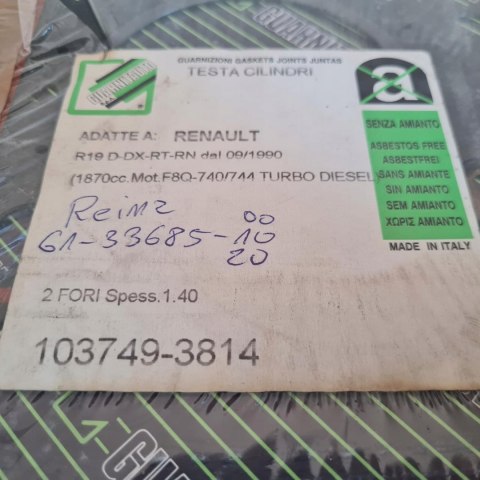 GUARNIZIONI GASKETS JOINTS JUNTAS
TESTA CILINDRI
ADATTE A: RENAULT
R19 D-DX-RT-RN dal 09/1990
(1870cc.Mot.F8Q-740/744 TURBO DIESEL)
Reinz
61-33685-10
00
20
2 FORI Spess.1.40
103749-3814
a
SENZA AMIANTO
ASBESTOS FREE
ASBESTFREI
SANS AMIANTE
SIN AMIANTO
SEM AMIANTO
ΧΩΡΙΣ ΑΜΙΑΝΤΟ
MADE IN ITALY